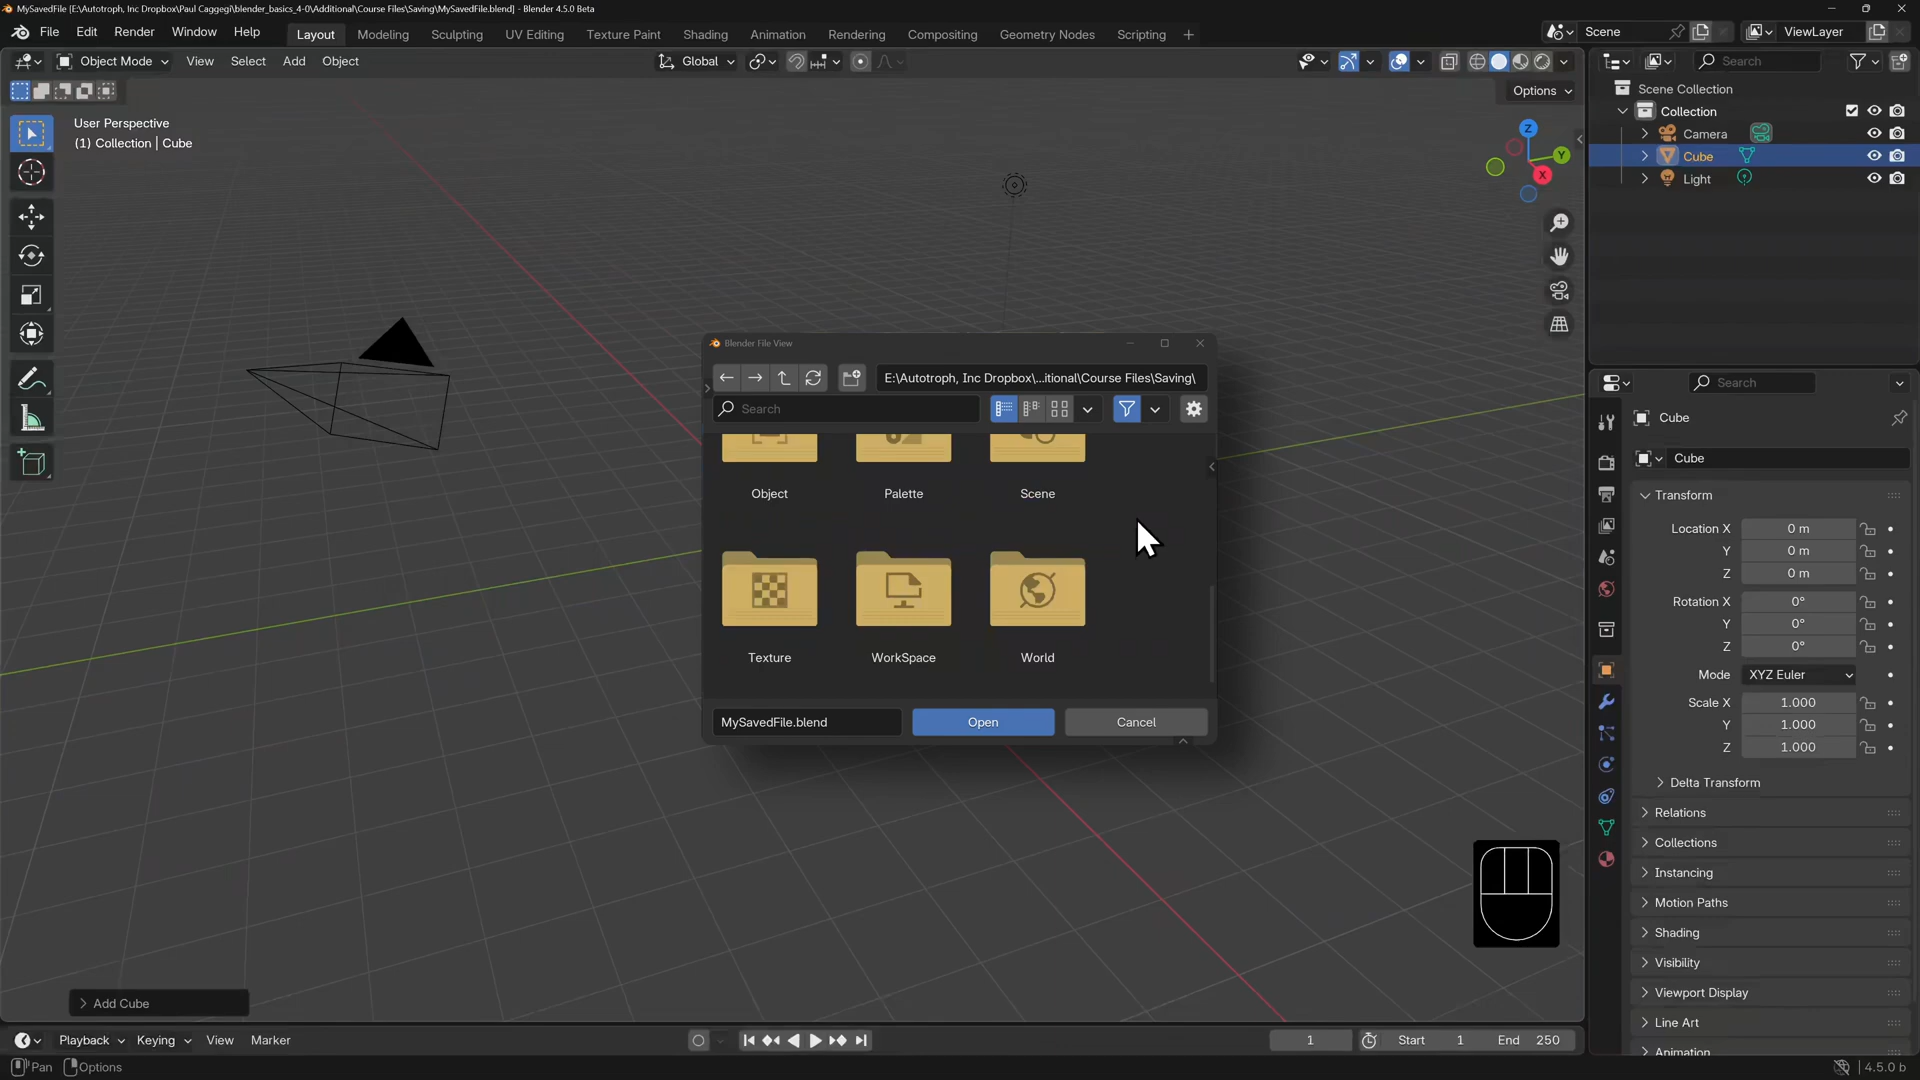 MySavedFile [E:\Autotroph, Inc Dropbox\Paul Caggegi\blender_basics_4-0\Additional\Course Files\Saving\MySavedFile.blend] - Blender 4.5.0 Beta
File Edit Render Window Help Layout Modeling Sculpting UV Editing Texture Paint Shading Animation Rendering Compositing Geometry Nodes Scripting + Scene ViewLayer
Object Mode View Select Add Object Global Search
Options
User Perspective
(1) Collection | Cube
Z
Y
X
Scene Collection
Collection
Camera
Cube
Light
Blender File View
E:\Autotroph, Inc Dropbox\...itional\Course Files\Saving\
Search
Object Palette Scene
Texture WorkSpace World
MySavedFile.blend Open Cancel
Search
Cube
Cube
Transform
Location X 0 m
Y 0 m
Z 0 m
Rotation X 0°
Y 0°
Z 0°
Mode XYZ Euler
Scale X 1.000
Y 1.000
Z 1.000
Delta Transform
Relations
Collections
Instancing
Motion Paths
Shading
Visibility
Viewport Display
Line Art
Animation
Add Cube
Playback Keying View Marker 1 Start 1 End 250
Pan Options 4.5.0 b